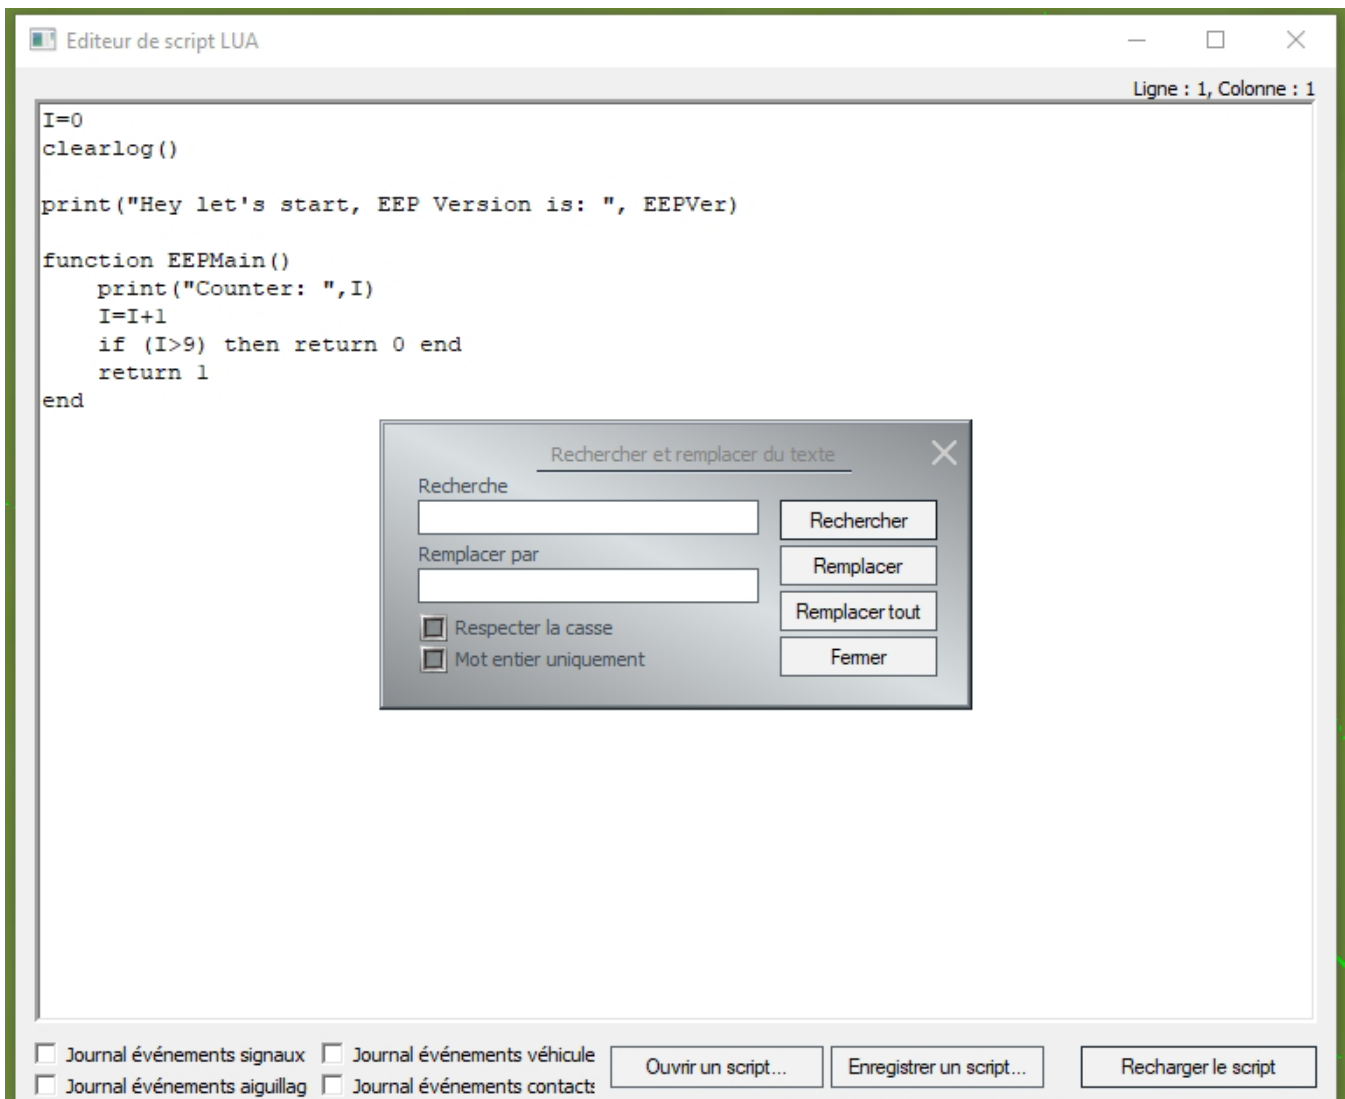 Editeur de script LUA
Ligne : 1, Colonne : 1
I=0
clearlog()
print("Hey let's start, EEP Version is: ", EEPVer)
function EEPMain()
    print("Counter: ",I)
    I=I+1
    if (I>9) then return 0 end
    return 1
end
Rechercher et remplacer du texte
Recherche
Rechercher
Remplacer par
Remplacer
Remplacer tout
Respecter la casse
Mot entier uniquement
Fermer
Journal événements signaux
Journal événements véhicule
Journal événements aiguillag
Journal événements contacts
Ouvrir un script...
Enregistrer un script...
Recharger le script